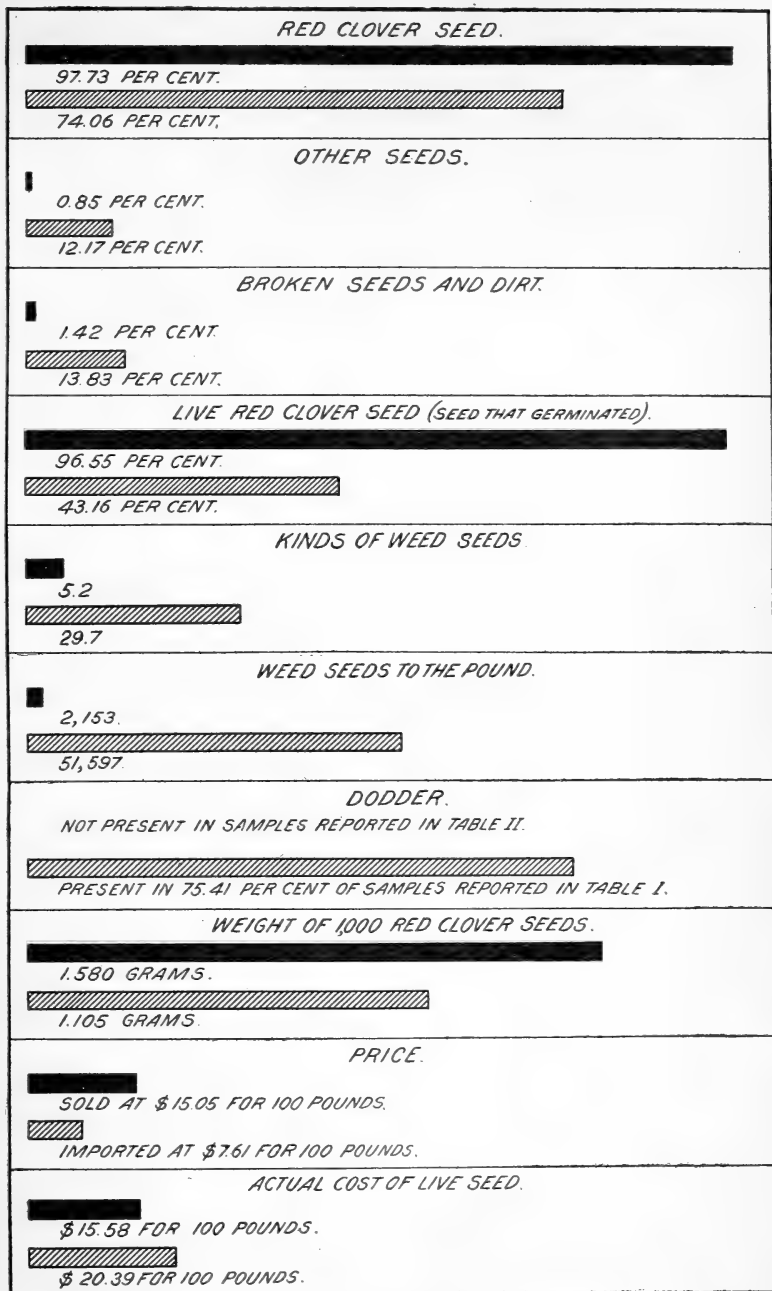 RED CLOVER SEED.
97.73 PER CENT.
74.06 PER CENT.
OTHER SEEDS.
0.85 PER CENT.
12.17 PER CENT.
BROKEN SEEDS AND DIRT.
1.42 PER CENT.
13.83 PER CENT.
LIVE RED CLOVER SEED (SEED THAT GERMINATED).
96.55 PER CENT.
43.16 PER CENT.
KINDS OF WEED SEEDS.
5.2
29.7
WEED SEEDS TO THE POUND.
2,153.
51,597.
DODDER.
NOT PRESENT IN SAMPLES REPORTED IN TABLE II.
PRESENT IN 75.41 PER CENT OF SAMPLES REPORTED IN TABLE I.
WEIGHT OF 1,000 RED CLOVER SEEDS.
1.580 GRAMS.
1.105 GRAMS.
PRICE.
SOLD AT $15.05 FOR 100 POUNDS.
IMPORTED AT $7.61 FOR 100 POUNDS.
ACTUAL COST OF LIVE SEED.
$15.58 FOR 100 POUNDS.
$20.39 FOR 100 POUNDS.